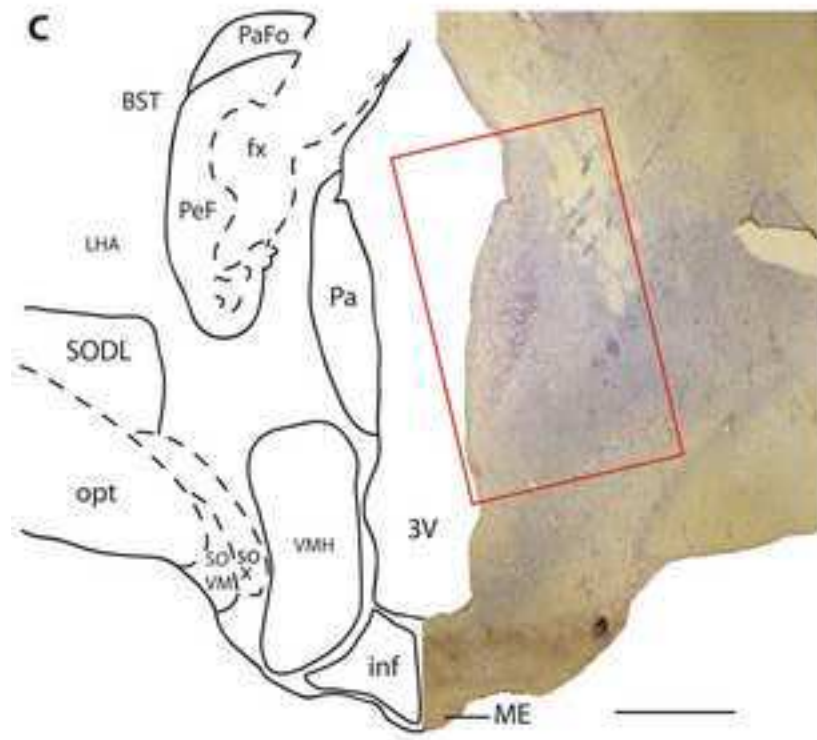 C
PaFo
BST
fx
PeF
LHA
Pa
SODL
opt
3V
VMH
SO SO
VM x
inf
ME